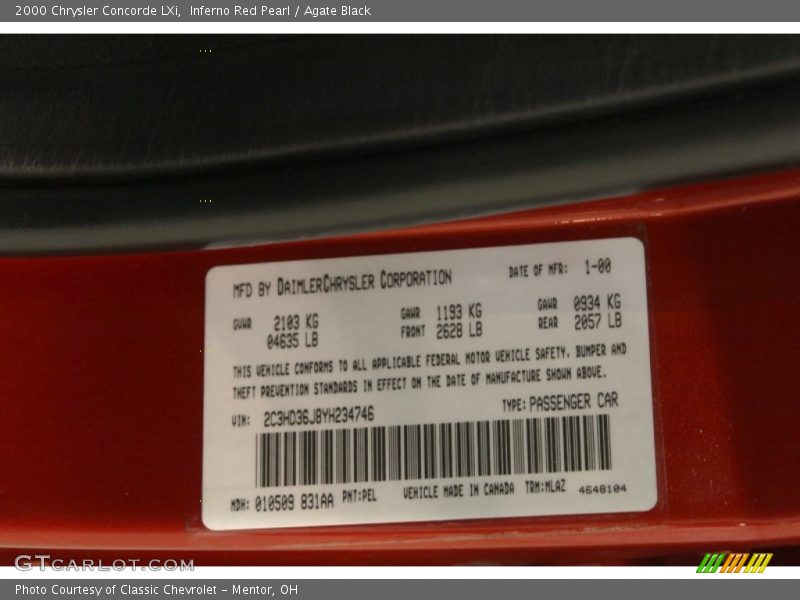 2000 Chrysler Concorde LXi, Inferno Red Pearl / Agate Black
MFD BY DAIMLERCHRYSLER CORPORATION DATE OF MFR: 1-00
GVWR 2103 KG GAWR 1193 KG GAWR 0934 KG
04635 LB FRONT 2628 LB REAR 2057 LB
THIS VEHICLE CONFORMS TO ALL APPLICABLE FEDERAL MOTOR VEHICLE SAFETY, BUMPER AND
THEFT PREVENTION STANDARDS IN EFFECT ON THE DATE OF MANUFACTURE SHOWN ABOVE.
VIN: 2C3HD36J8YH234746 TYPE: PASSENGER CAR
MDH: 010509 831AA PNT:PEL VEHICLE MADE IN CANADA TRM:MLAZ 4648104
GTCARLOT.COM
Photo Courtesy of Classic Chevrolet - Mentor, OH